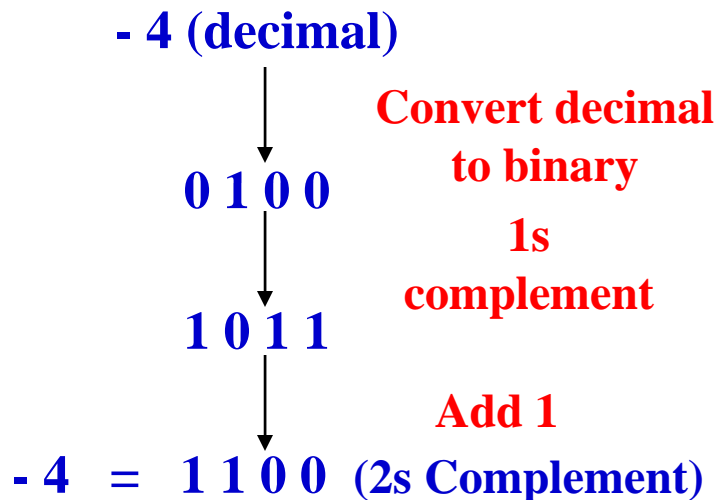 - 4 (decimal)
Convert decimal
to binary
0 1 0 0
1s
complement
1 0 1 1
Add 1
- 4 = 1 1 0 0 (2s Complement)